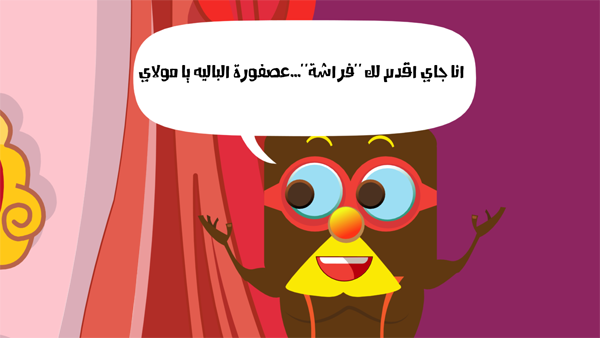 انا جاي اقدم لك "فراشة"...عصفورة الباليه يا مولاي